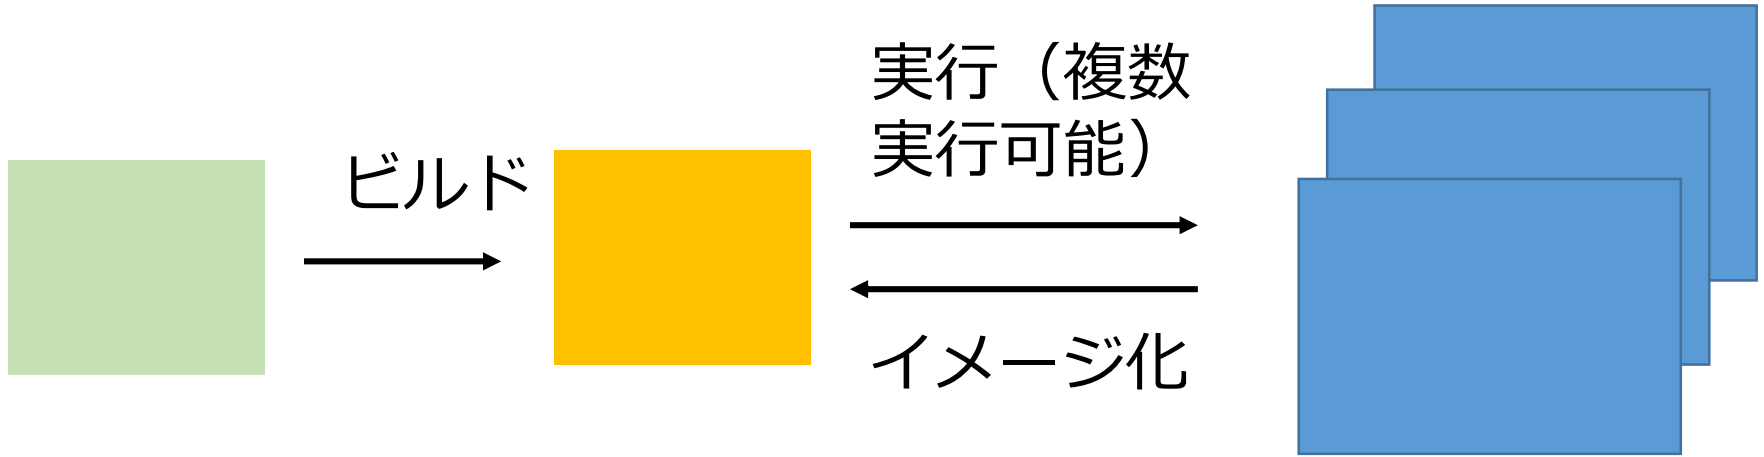 ビルド
実行（複数
実行可能）
イメージ化